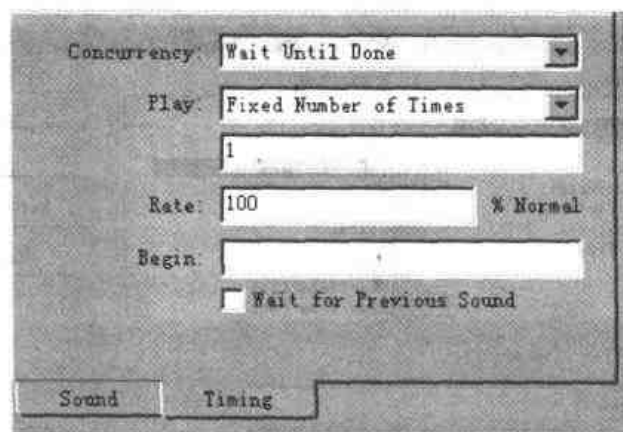 Concurrency: Wait Until Done
Play: Fixed Number of Times
1
Rate: 100 % Normal
Begin:
Wait for Previous Sound
Sound Timing